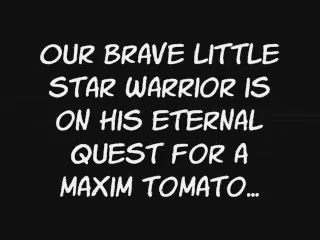 OUR BRAVE LITTLE
STAR WARRIOR IS
ON HIS ETERNAL
QUEST FOR A
MAXIM TOMATO...